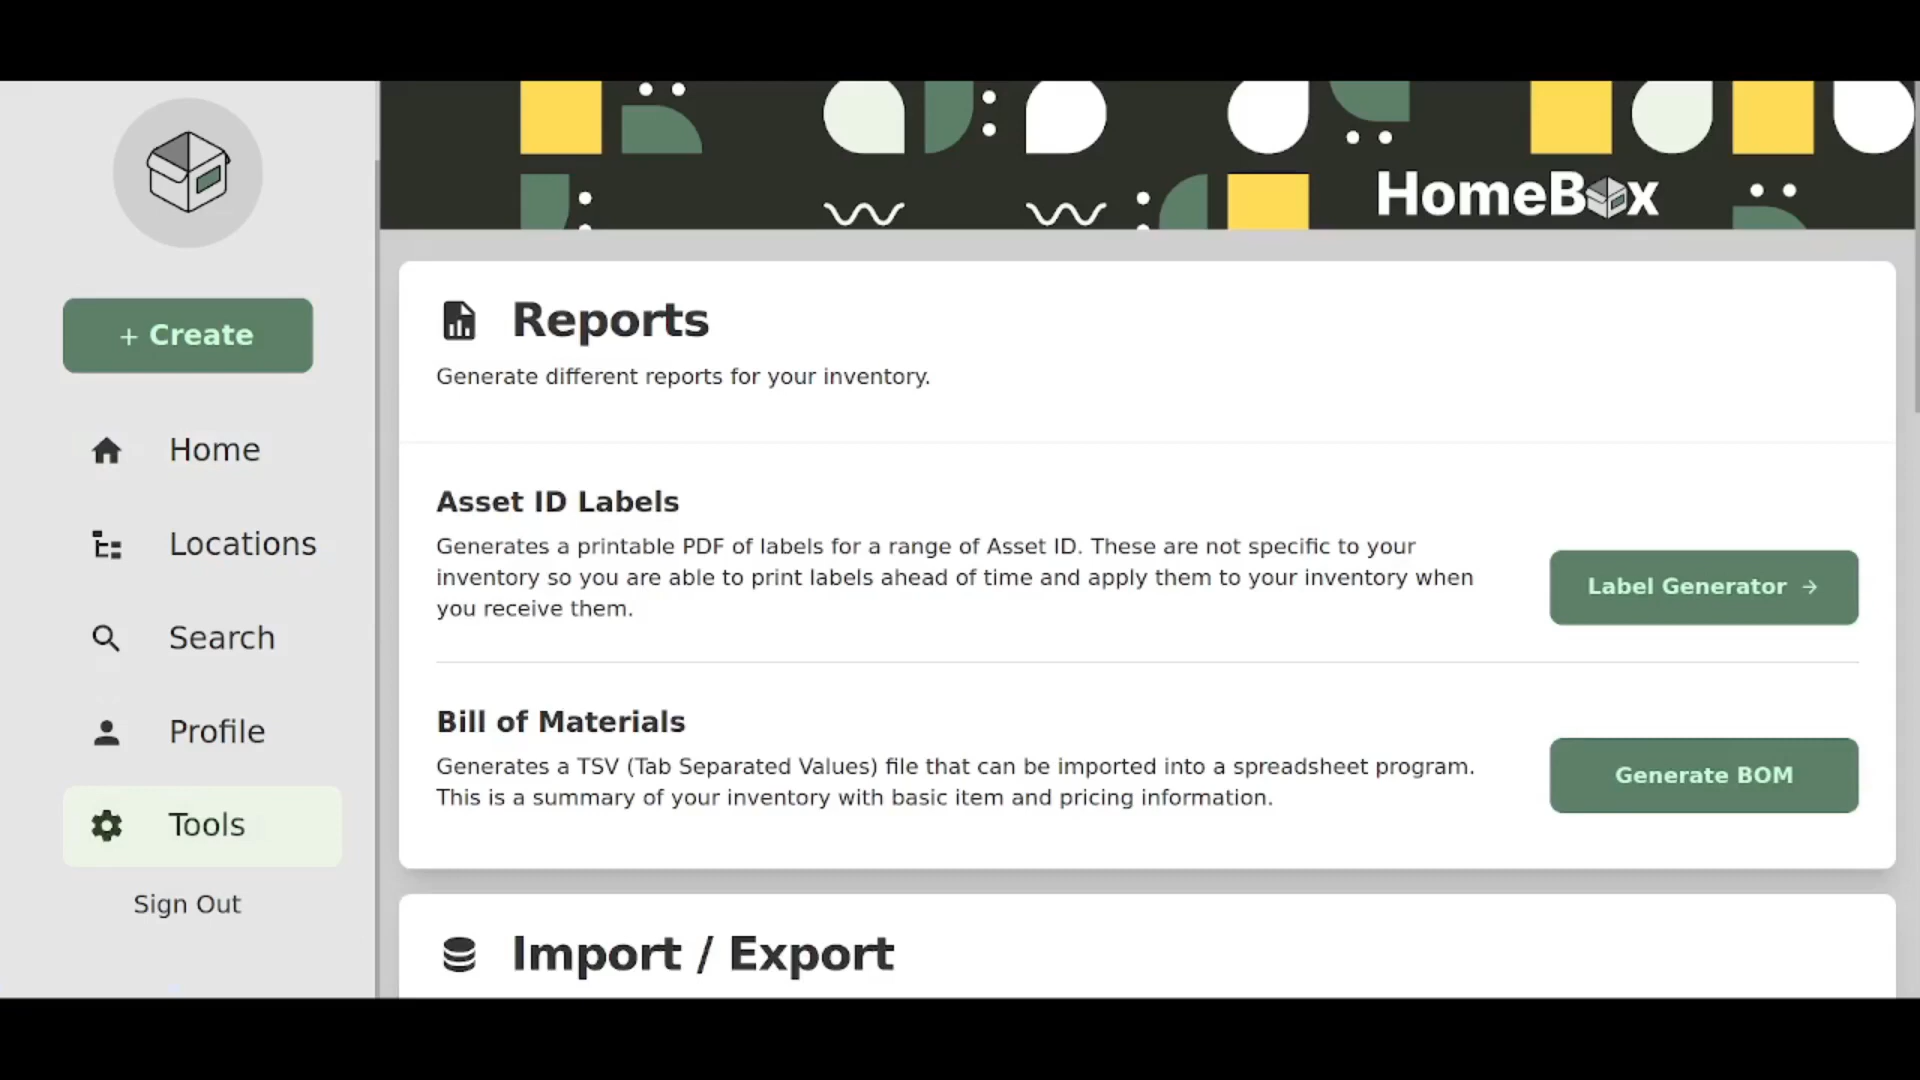 HomeBox
+ Create
Home
Locations
Search
Profile
Tools
Sign Out
Reports
Generate different reports for your inventory.
Asset ID Labels
Generates a printable PDF of labels for a range of Asset ID. These are not specific to your
inventory so you are able to print labels ahead of time and apply them to your inventory when
you receive them.
Label Generator →
Bill of Materials
Generates a TSV (Tab Separated Values) file that can be imported into a spreadsheet program.
This is a summary of your inventory with basic item and pricing information.
Generate BOM
Import / Export